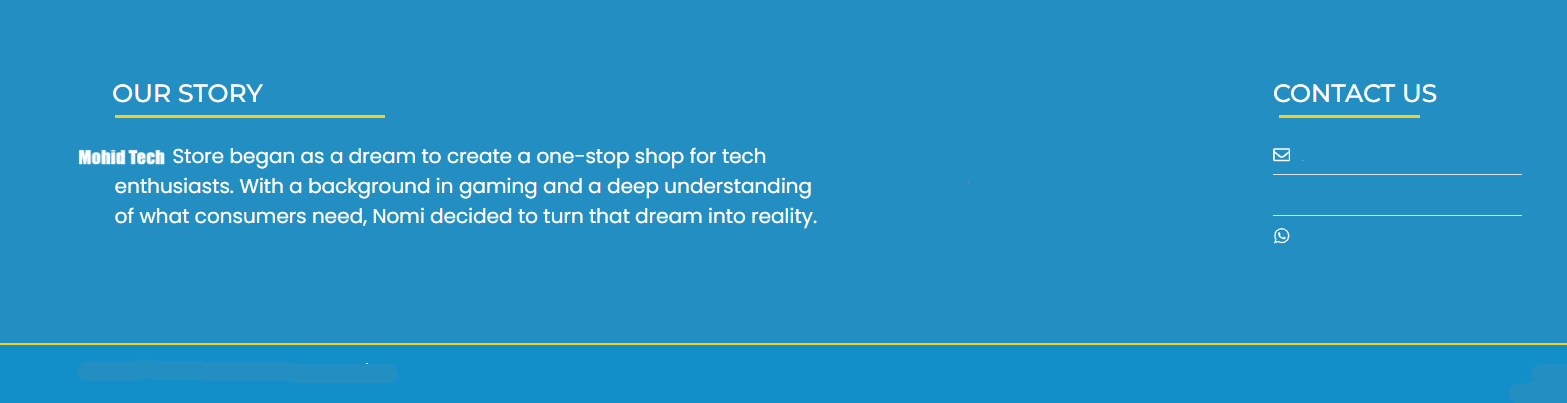 OUR STORY
Mohid Tech Store began as a dream to create a one-stop shop for tech
enthusiasts. With a background in gaming and a deep understanding
of what consumers need, Nomi decided to turn that dream into reality.
CONTACT US